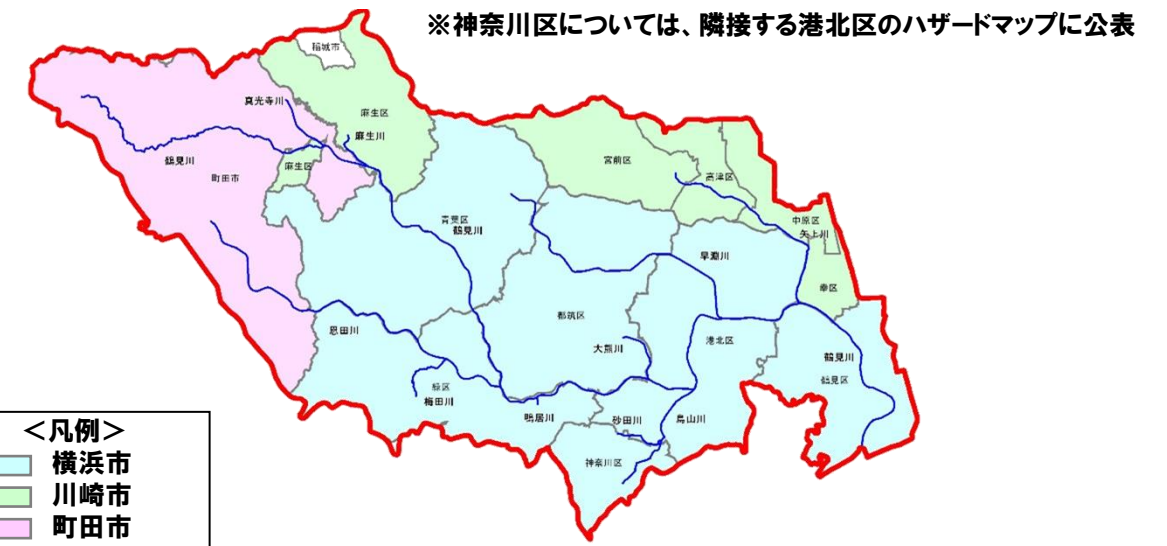 ※神奈川区については、隣接する港北区のハザードマップに公表
稲城市
真光寺川
麻生区
麻生川
鶴見川
町田市
麻生区
宮前区
高津区
中原区
矢上川
青葉区
鶴見川
早淵川
幸区
恩田川
都筑区
大熊川
港北区
鶴見川
鶴見区
緑区
梅田川
鴨居川
砂田川
鳥山川
神奈川区
<凡例>
横浜市
川崎市
町田市